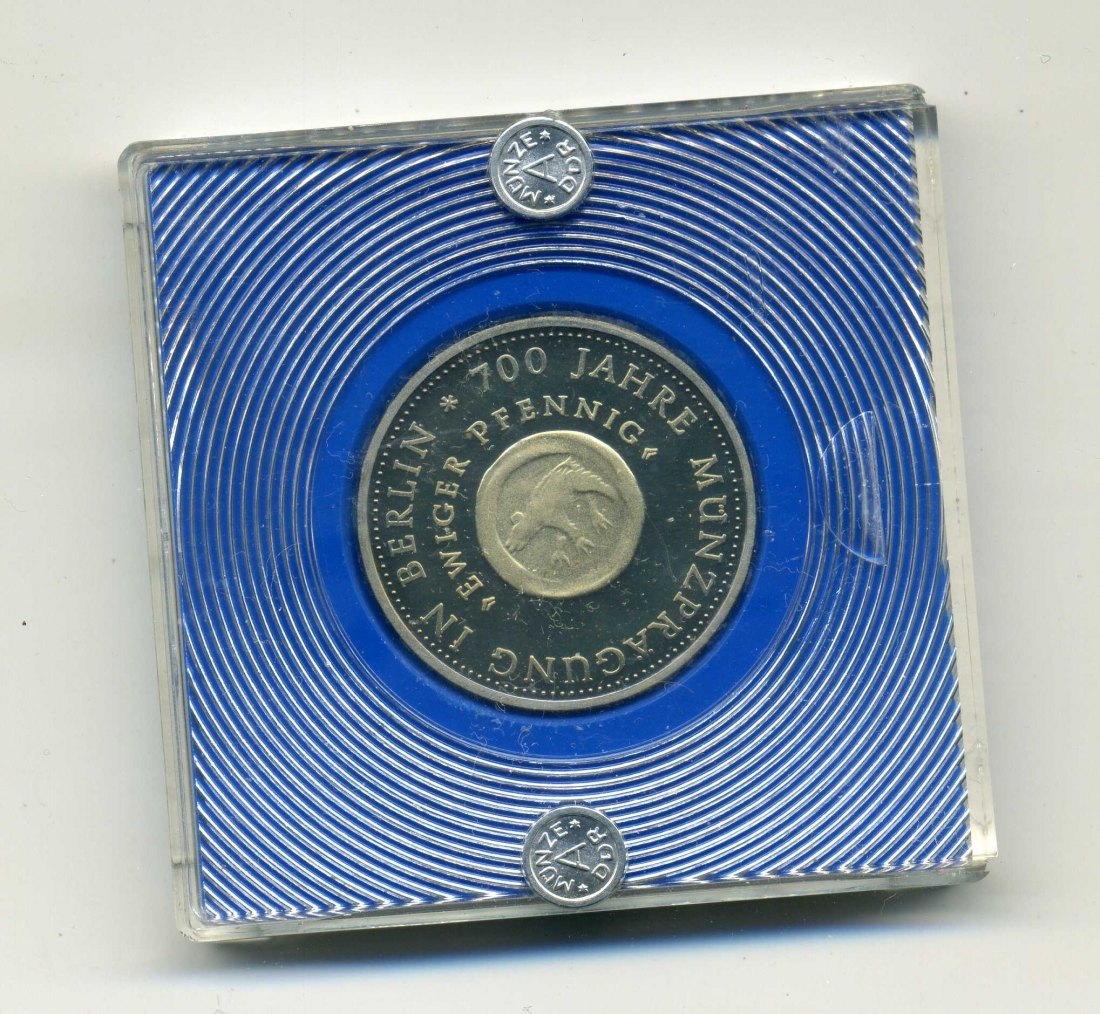 MÜNZE * DDR *
A
* 700 JAHRE MÜNZPRÄGUNG IN BERLIN
EWIGER PFENNIG
MÜNZE * DDR *
A